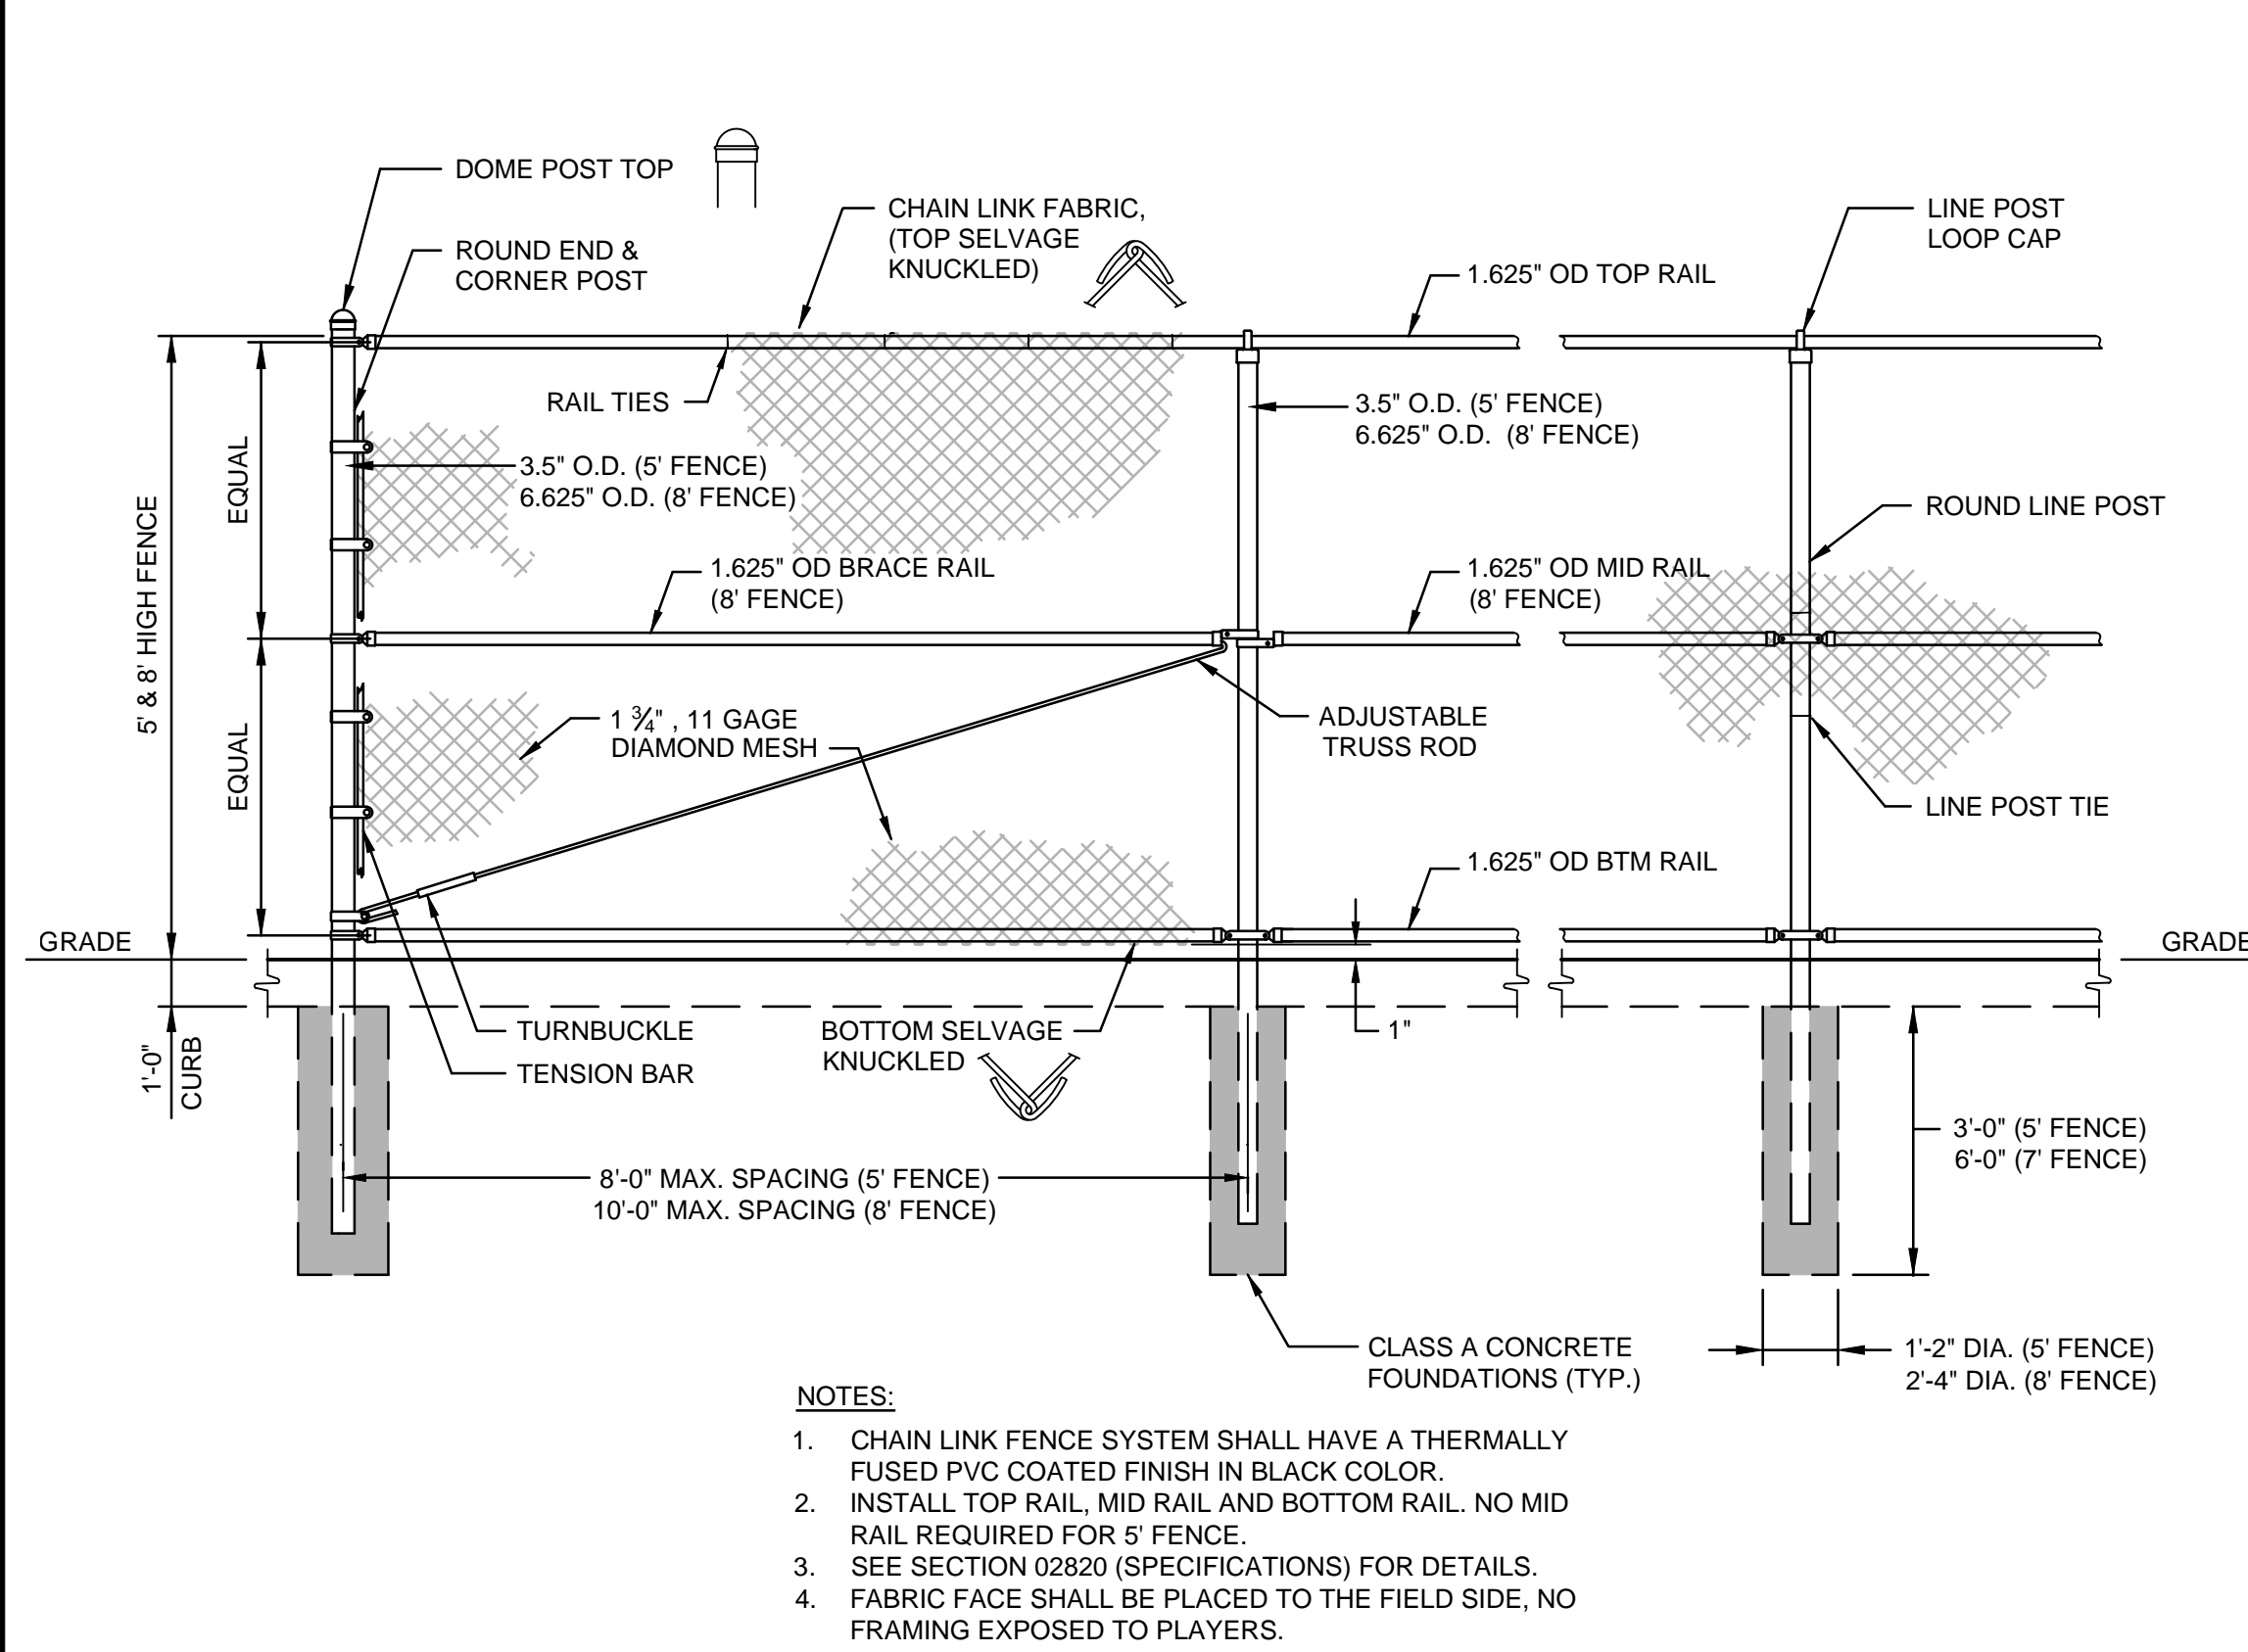 DOME POST TOP
ROUND END &
CORNER POST
CHAIN LINK FABRIC,
(TOP SELVAGE
KNUCKLED)
LINE POST
LOOP CAP
1.625" OD TOP RAIL
RAIL TIES
3.5" O.D. (5' FENCE)
6.625" O.D. (8' FENCE)
3.5" O.D. (5' FENCE)
6.625" O.D. (8' FENCE)
EQUAL
5' & 8' HIGH FENCE
ROUND LINE POST
1.625" OD BRACE RAIL
(8' FENCE)
1.625" OD MID RAIL
(8' FENCE)
1 ¾" , 11 GAGE
DIAMOND MESH
ADJUSTABLE
TRUSS ROD
EQUAL
LINE POST TIE
1.625" OD BTM RAIL
GRADE
GRADE
TURNBUCKLE
TENSION BAR
BOTTOM SELVAGE
KNUCKLED
1"
1'-0"
CURB
3'-0" (5' FENCE)
6'-0" (7' FENCE)
8'-0" MAX. SPACING (5' FENCE)
10'-0" MAX. SPACING (8' FENCE)
CLASS A CONCRETE
FOUNDATIONS (TYP.)
1'-2" DIA. (5' FENCE)
2'-4" DIA. (8' FENCE)
NOTES:
1. CHAIN LINK FENCE SYSTEM SHALL HAVE A THERMALLY
FUSED PVC COATED FINISH IN BLACK COLOR.
2. INSTALL TOP RAIL, MID RAIL AND BOTTOM RAIL. NO MID
RAIL REQUIRED FOR 5' FENCE.
3. SEE SECTION 02820 (SPECIFICATIONS) FOR DETAILS.
4. FABRIC FACE SHALL BE PLACED TO THE FIELD SIDE, NO
FRAMING EXPOSED TO PLAYERS.